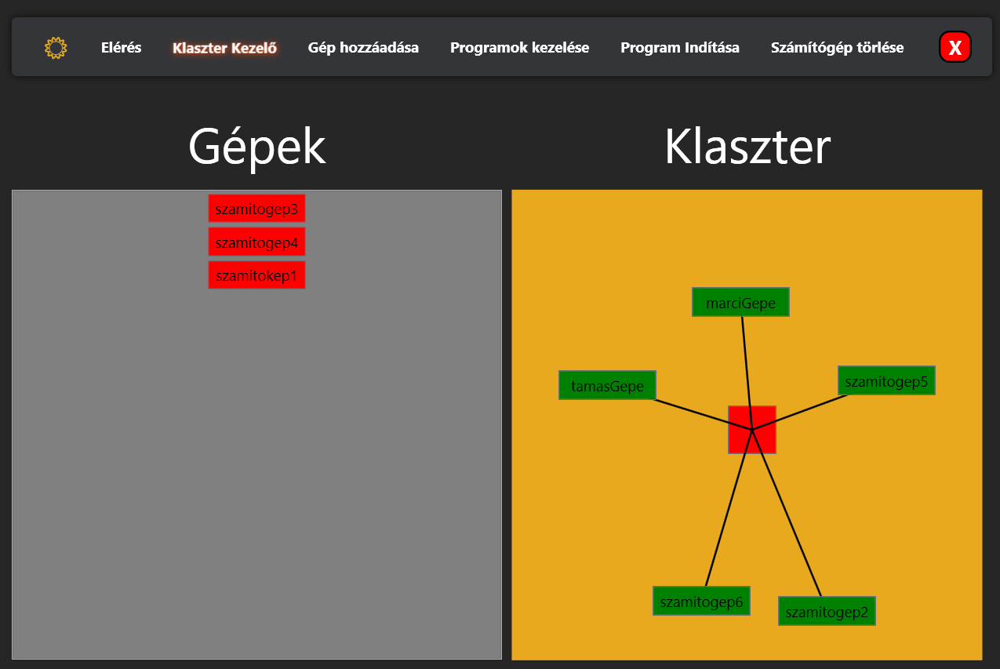 Elérés Klaszter Kezelő Gép hozzáadása Programok kezelése Program Indítása Számítógép törlése X
Gépek
Klaszter
szamitogep3
szamitogep4
szamitokep1
marciGepe
tamasGepe
szamitogep5
szamitogep6
szamitogep2